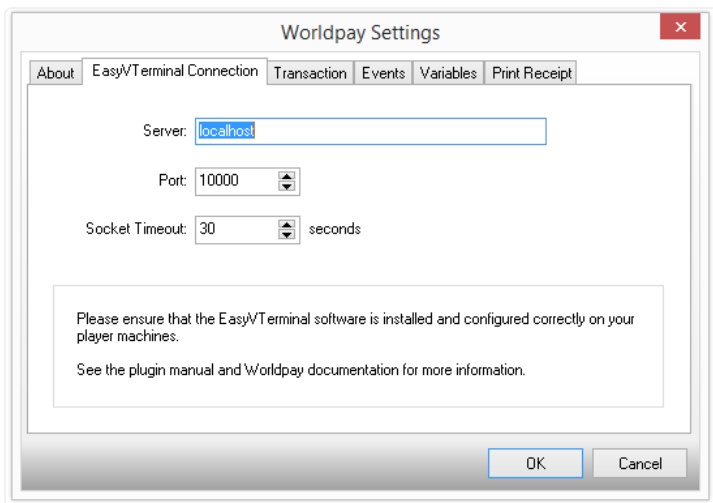 Worldpay Settings
About EasyVTerminal Connection Transaction Events Variables Print Receipt
Server: localhost
Port: 10000
Socket Timeout: 30 seconds
Please ensure that the EasyVTerminal software is installed and configured correctly on your
player machines.
See the plugin manual and Worldpay documentation for more information.
OK Cancel